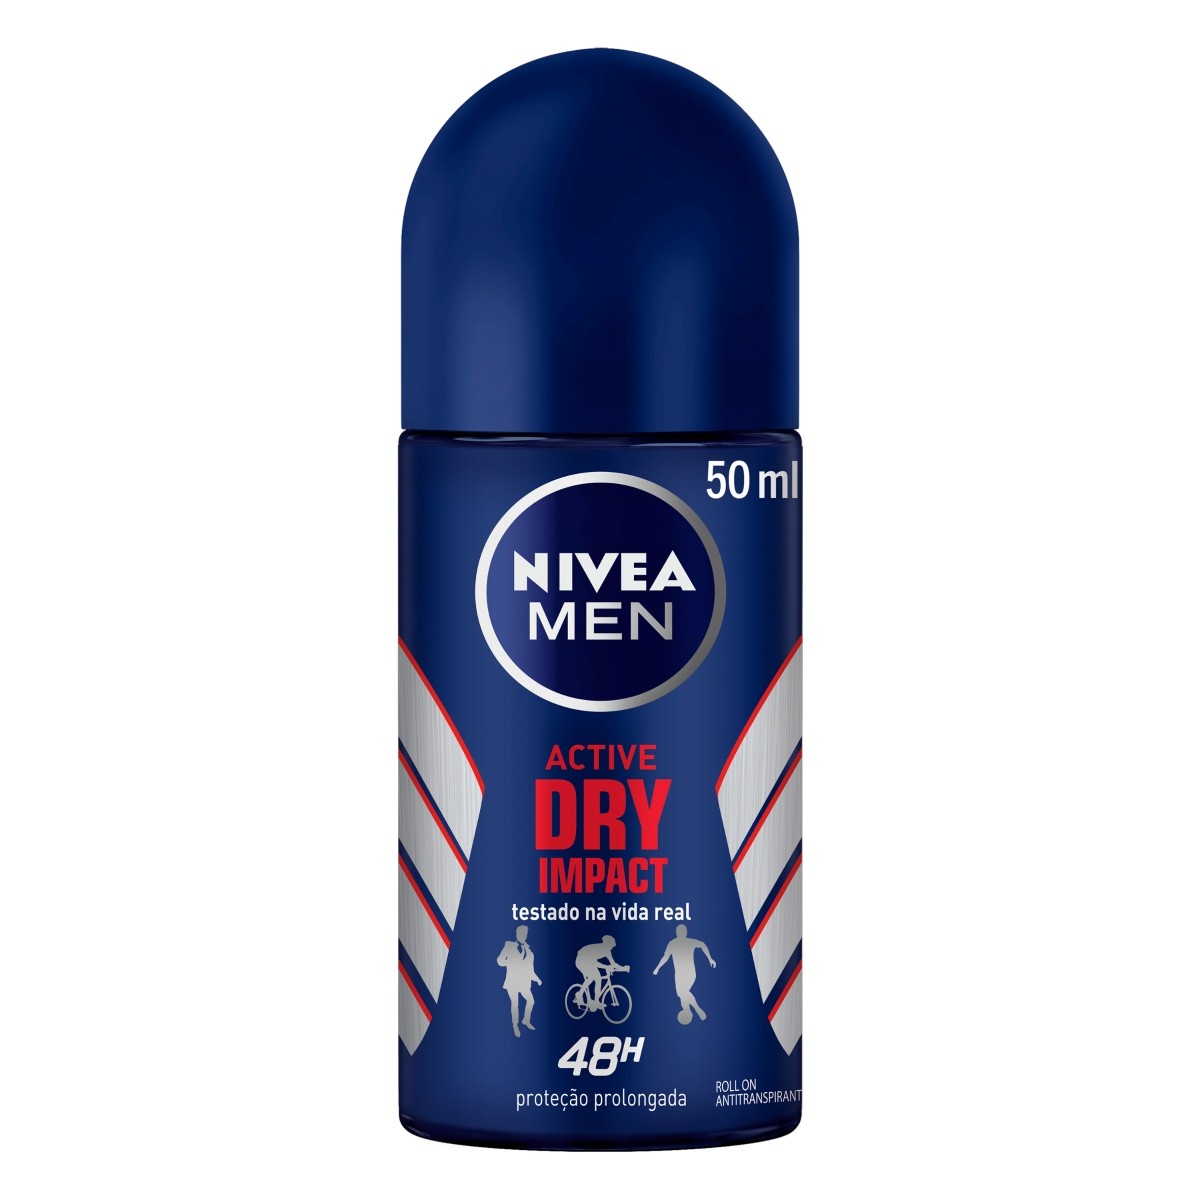 50 ml
NIVEA
MEN
ACTIVE
DRY
IMPACT
testado na vida real
48H
proteção prolongada
ROLL ON
ANTITRANSPIRANT